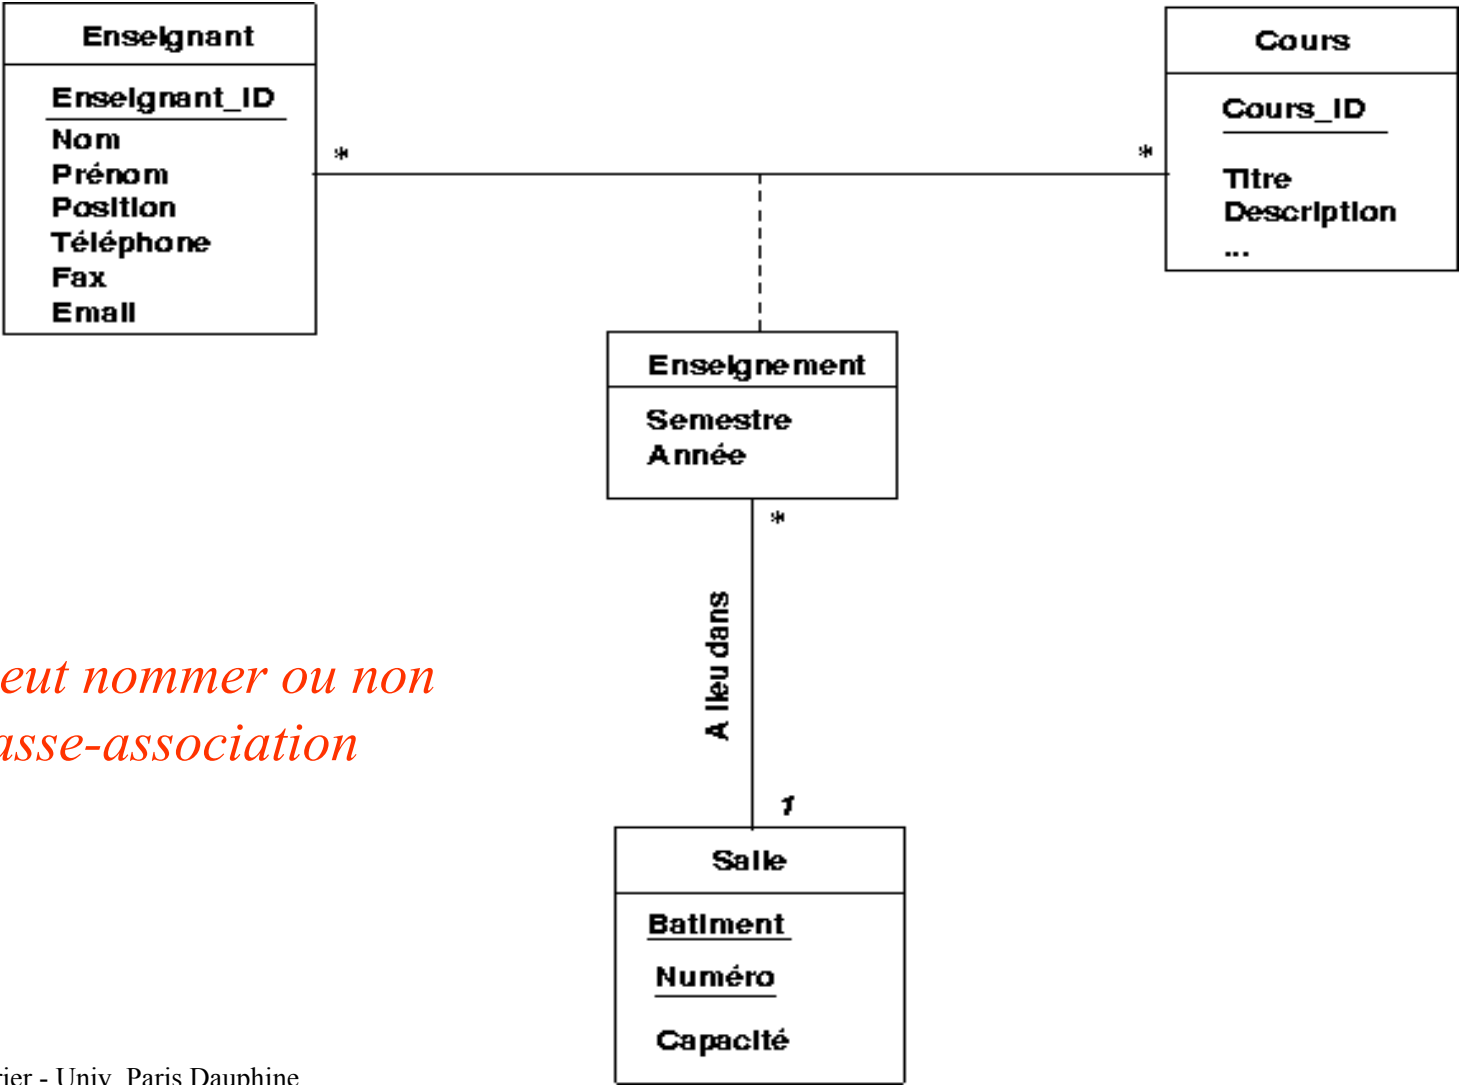 Enseignant
Enseignant_ID
Nom
Prénom
Position
Téléphone
Fax
Email
*
*
Cours
Cours_ID
Titre
Description
...
Enseignement
Semestre
Année
*
A lieu dans
1
Salle
Batiment
Numéro
Capacité
eut nommer ou non
asse-association
rier - Univ. Paris Dauphine